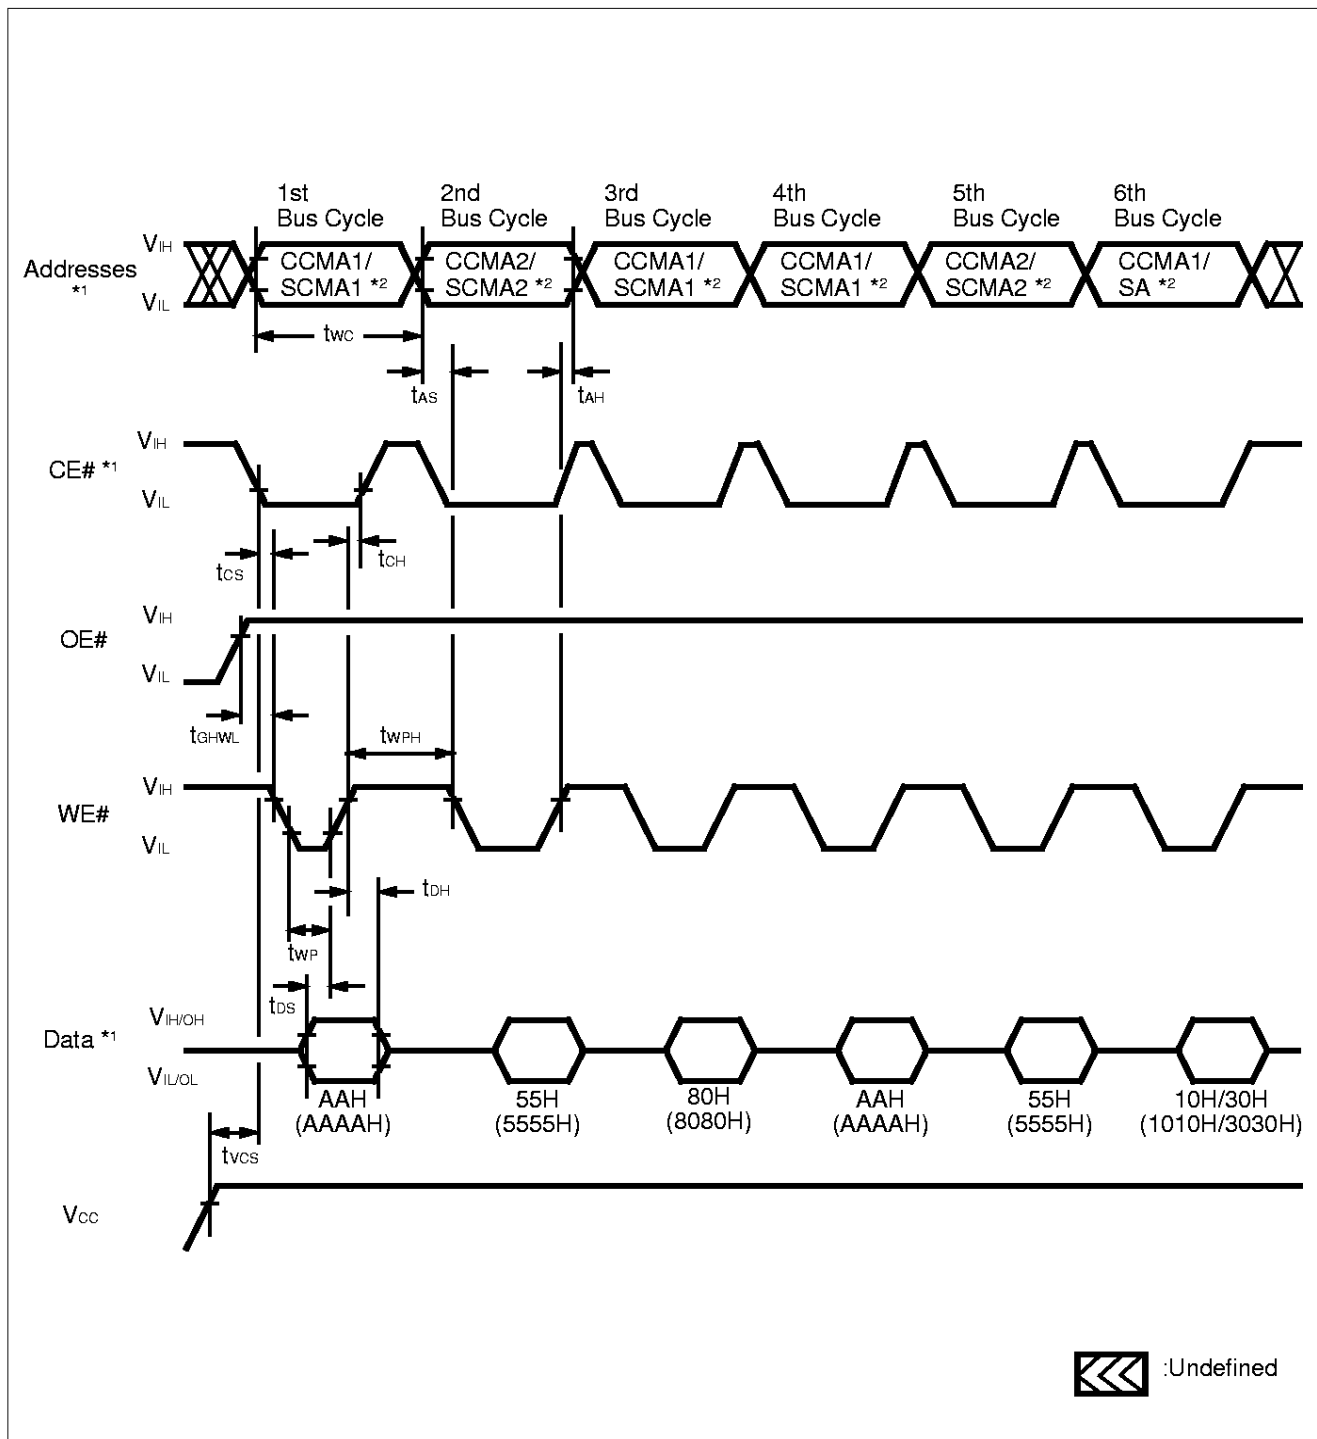 1st
Bus Cycle
2nd
Bus Cycle
3rd
Bus Cycle
4th
Bus Cycle
5th
Bus Cycle
6th
Bus Cycle
Addresses
*1
VIH
VIL
CCMA1/
SCMA1 *2
CCMA2/
SCMA2 *2
CCMA1/
SCMA1 *2
CCMA1/
SCMA1 *2
CCMA2/
SCMA2 *2
CCMA1/
SA *2
tWC
tAS
tAH
CE# *1
VIH
VIL
tCS
tCH
OE#
VIH
VIL
tGHWL
tWPH
WE#
VIH
VIL
tDH
tWP
tDS
Data *1
VIH/OH
VIL/OL
AAH
(AAAAH)
55H
(5555H)
80H
(8080H)
AAH
(AAAAH)
55H
(5555H)
10H/30H
(1010H/3030H)
tVCS
VCC
:Undefined